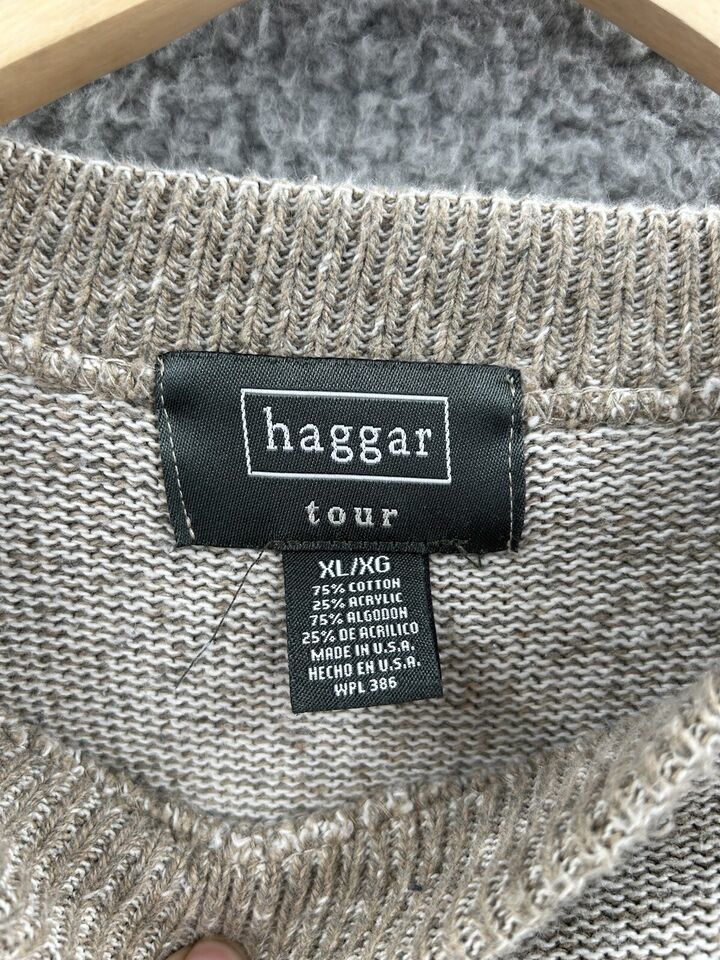 haggar
tour
XL/XG
75% COTTON
25% ACRYLIC
75% ALGODON
25% DE ACRILICO
MADE IN U.S.A.
HECHO EN U.S.A.
WPL 386